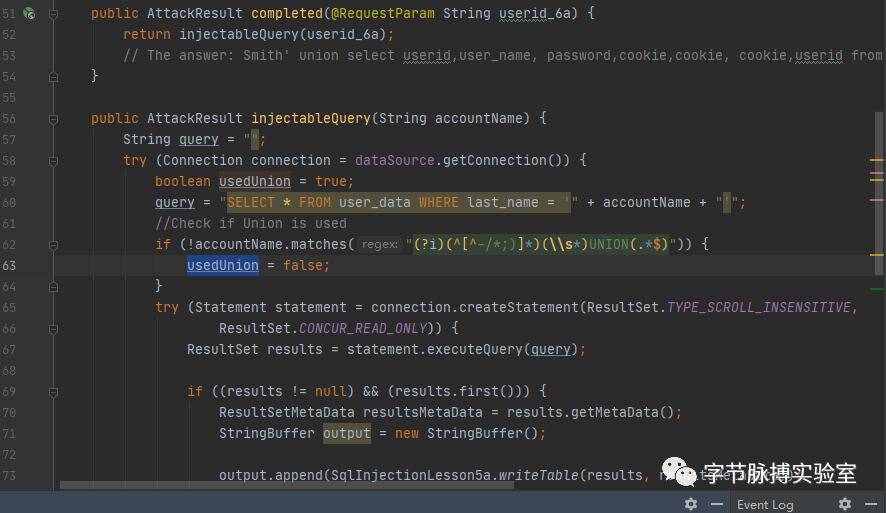 51 public AttackResult completed(@RequestParam String userid_6a) {
52 return injectableQuery(userid_6a);
53 // The answer: Smith' union select userid,user_name, password,cookie,cookie, cookie,userid from
54 }
55
56 public AttackResult injectableQuery(String accountName) {
57 String query = "";
58 try (Connection connection = dataSource.getConnection()) {
59 boolean usedUnion = true;
60 query = "SELECT * FROM user_data WHERE last_name = '" + accountName + "'";
61 //Check if Union is used
62 if (!accountName.matches( regex: "(?i)(^[^-/*;)]*)(\\s*)UNION(.*$)")) {
63 usedUnion = false;
64 }
65 try (Statement statement = connection.createStatement(ResultSet.TYPE_SCROLL_INSENSITIVE,
66 ResultSet.CONCUR_READ_ONLY)) {
67 ResultSet results = statement.executeQuery(query);
68
69 if ((results != null) && (results.first())) {
70 ResultSetMetaData resultsMetaData = results.getMetaData();
71 StringBuffer output = new StringBuffer();
72
73 output.append(SqlInjectionLesson5a.writeTable(results,
字节脉搏实验室
Event Log